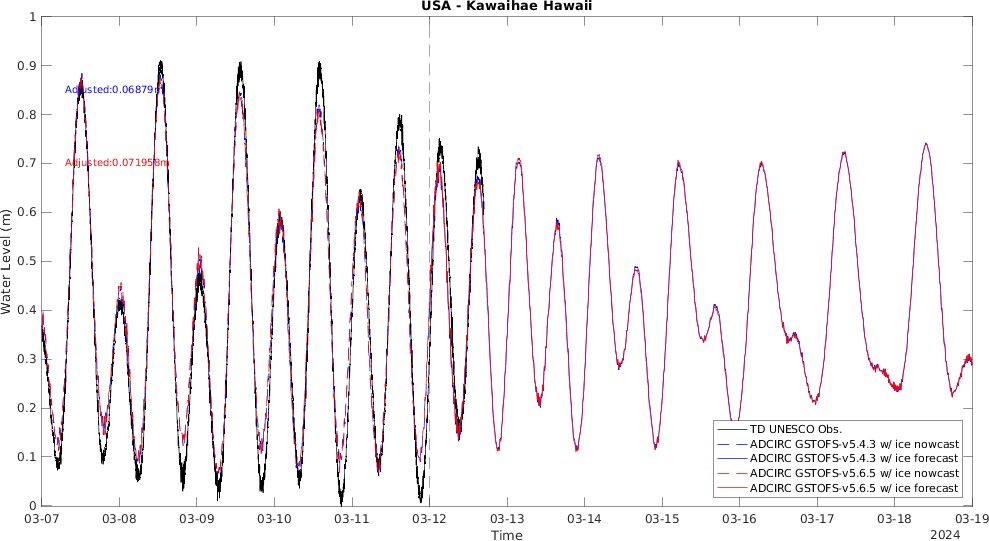 USA - Kawaihae Hawaii
1
0.9
0.8
0.7
0.6
0.5
0.4
0.3
0.2
0.1
0
Water Level (m)
Adjusted:0.06879m
Adjusted:0.071958m
TD UNESCO Obs.
ADCIRC GSTOFS-v5.4.3 w/ ice nowcast
ADCIRC GSTOFS-v5.4.3 w/ ice forecast
ADCIRC GSTOFS-v5.6.5 w/ ice nowcast
ADCIRC GSTOFS-v5.6.5 w/ ice forecast
03-07 03-08 03-09 03-10 03-11 03-12 03-13 03-14 03-15 03-16 03-17 03-18 03-19
Time
2024